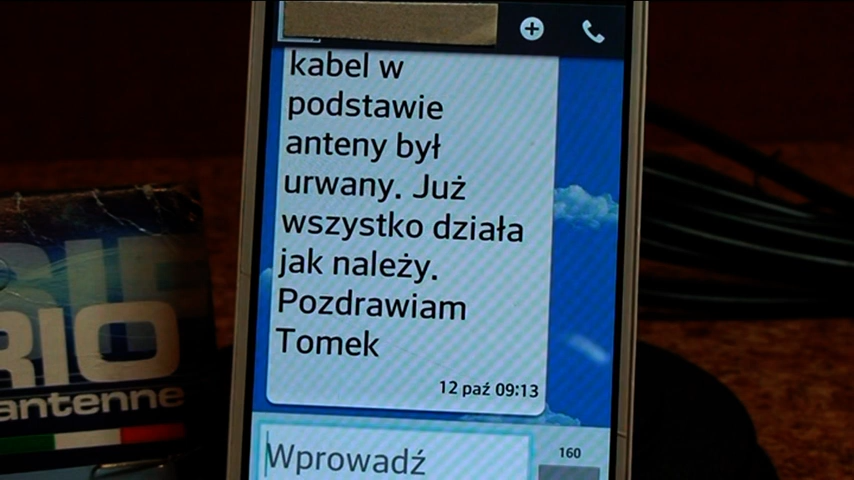 kabel w
podstawie
anteny był
urwany. Już
wszystko działa
jak należy.
Pozdrawiam
Tomek
12 paź 09:13
Wprowadź
160
RIO
antenne